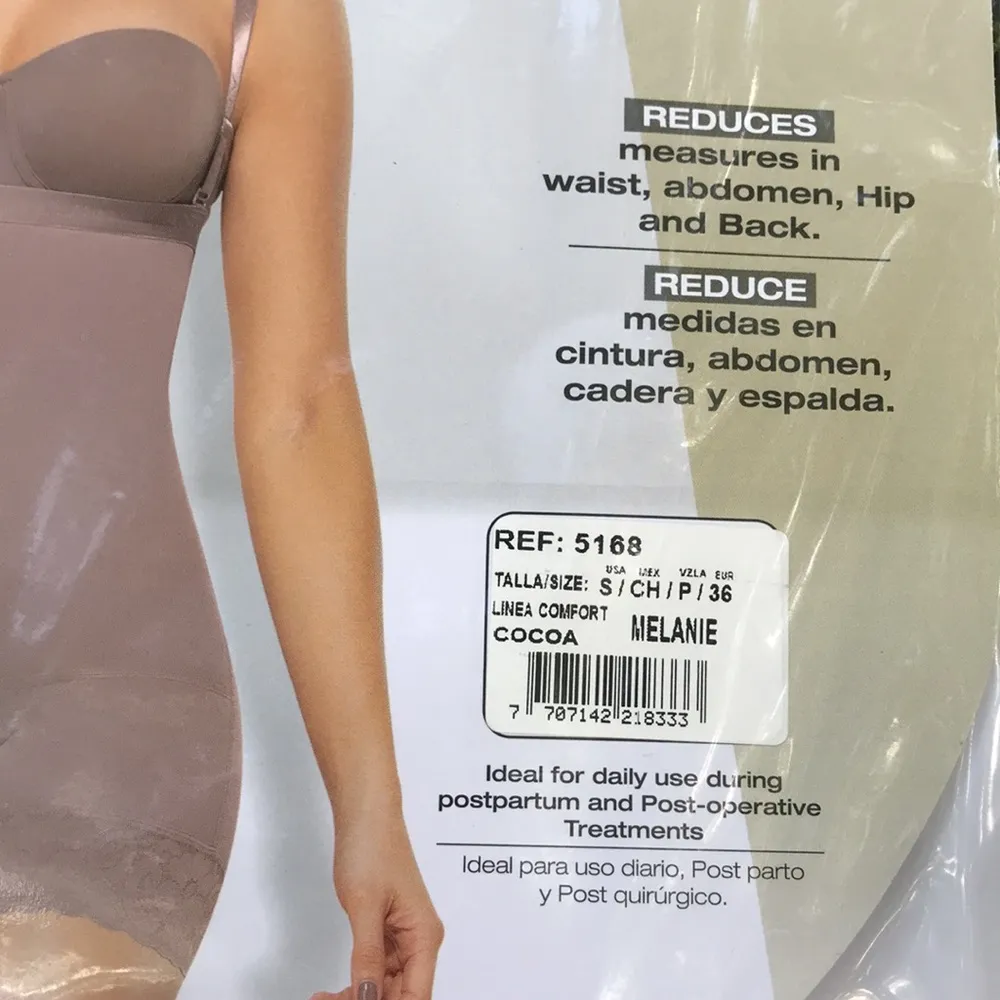 REDUCES
measures in
waist, abdomen, Hip
and Back.
REDUCE
medidas en
cintura, abdomen,
cadera y espalda.
REF: 5168
USA MEX VZLA EUR
TALLA/SIZE: S / CH / P / 36
LINEA COMFORT
COCOA MELANIE
7 707142 218333
Ideal for daily use during
postpartum and Post-operative
Treatments
Ideal para uso diario, Post parto
y Post quirúrgico.